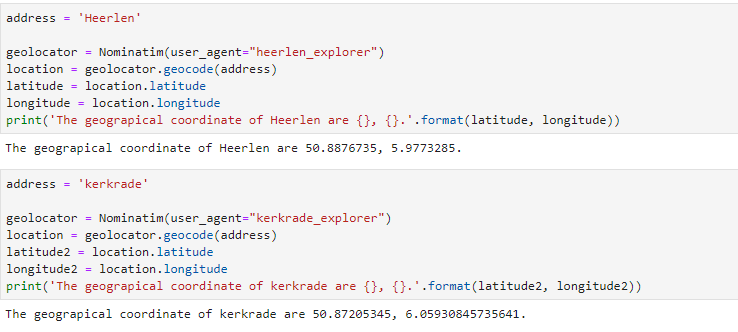 address = 'Heerlen'
geolocator = Nominatim(user_agent="heerlen_explorer")
location = geolocator.geocode(address)
latitude = location.latitude
longitude = location.longitude
print('The geograpical coordinate of Heerlen are {}, {}.'.format(latitude, longitude))
The geograpical coordinate of Heerlen are 50.8876735, 5.9773285.
address = 'kerkrade'
geolocator = Nominatim(user_agent="kerkrade_explorer")
location = geolocator.geocode(address)
latitude2 = location.latitude
longitude2 = location.longitude
print('The geograpical coordinate of kerkrade are {}, {}.'.format(latitude2, longitude2))
The geograpical coordinate of kerkrade are 50.87205345, 6.05930845735641.